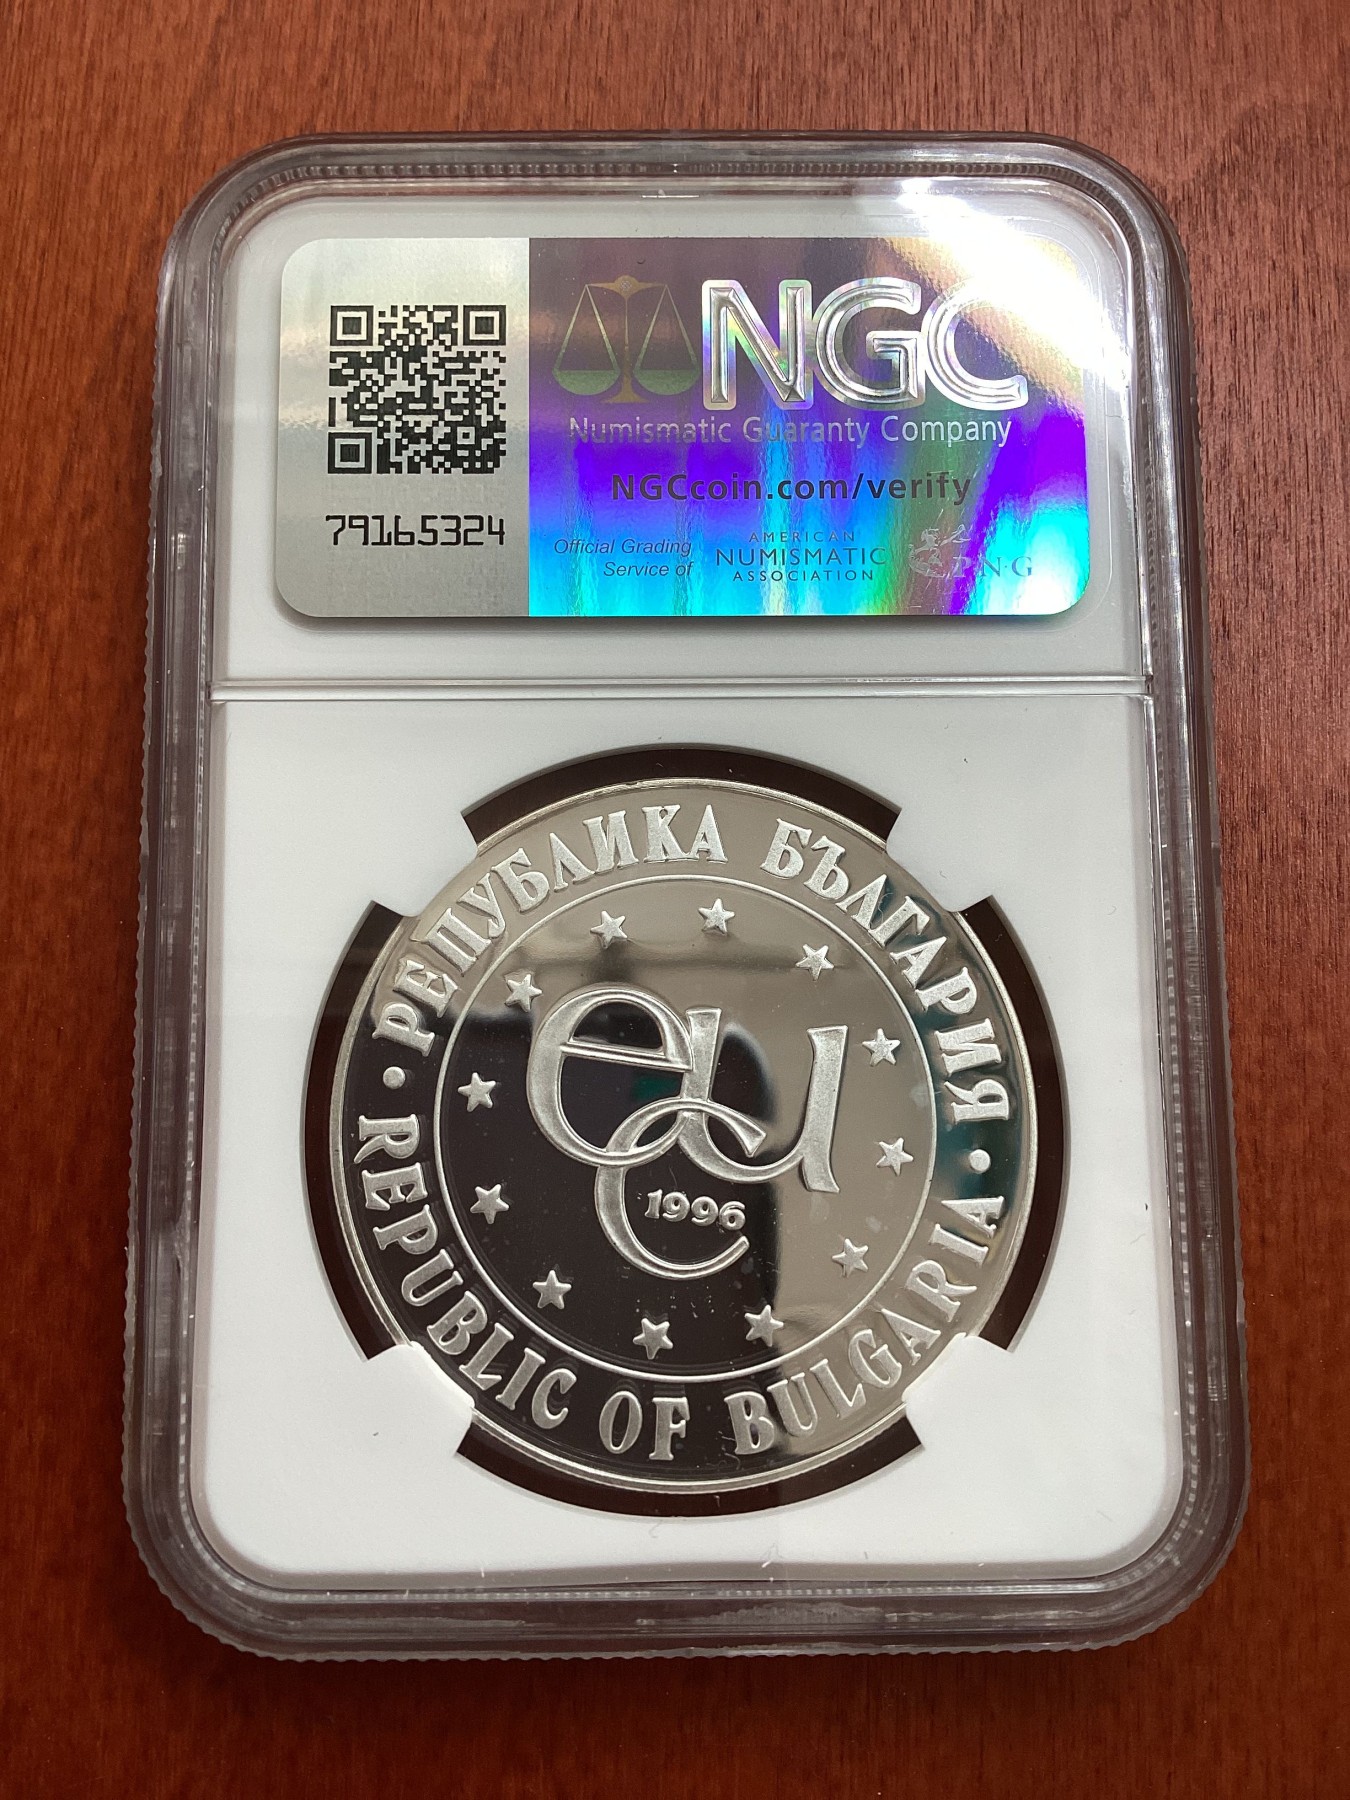 NGC
Numismatic Guaranty Company
NGCcoin.com/verify
79165324
Official Grading
Service of
AMERICAN
NUMISMATIC
ASSOCIATION
P·N·G
РЕПУБЛИКА БЪЛГАРИЯ
ecu
1996
• REPUBLIC OF BULGARIA •